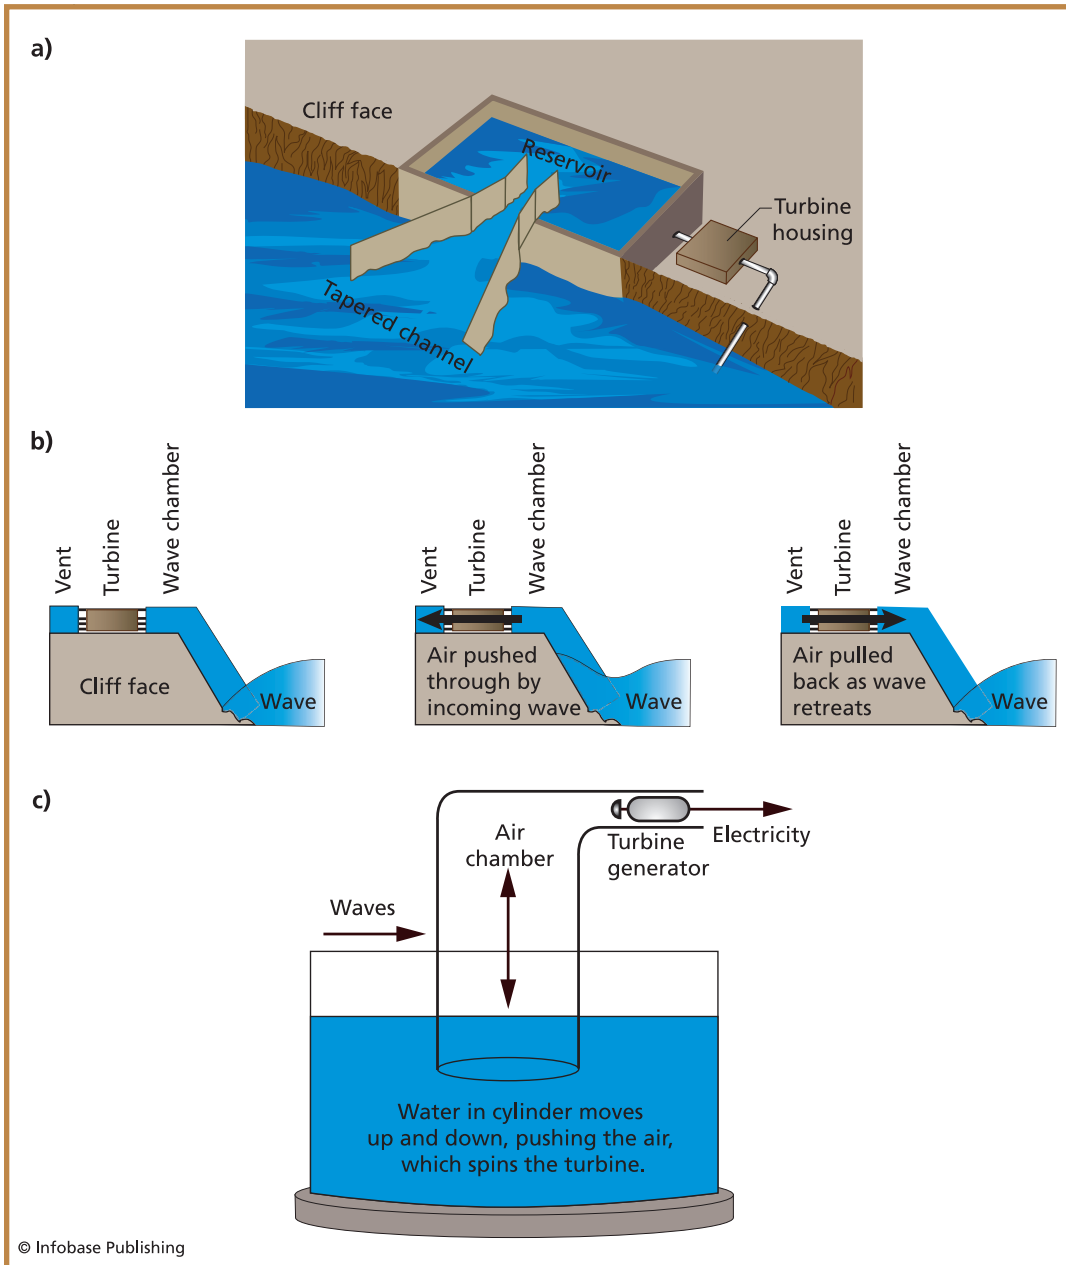 a)
Cliff face
Reservoir
Turbine
housing
Tapered channel
b)
Vent
Turbine
Wave chamber
Cliff face
Wave
Vent
Turbine
Wave chamber
Air pushed
through by
incoming wave
Wave
Vent
Turbine
Wave chamber
Air pulled
back as wave
retreats
Wave
c)
Air
chamber
Turbine
generator
Electricity
Waves
Water in cylinder moves
up and down, pushing the air,
which spins the turbine.
© Infobase Publishing